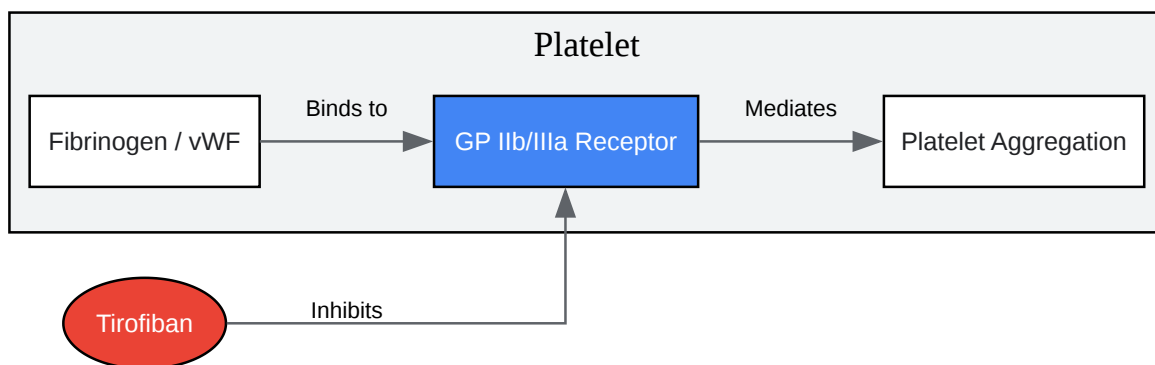 Platelet
Fibrinogen / vWF
Binds to
GP IIb/IIIa Receptor
Mediates
Platelet Aggregation
Tirofiban
Inhibits